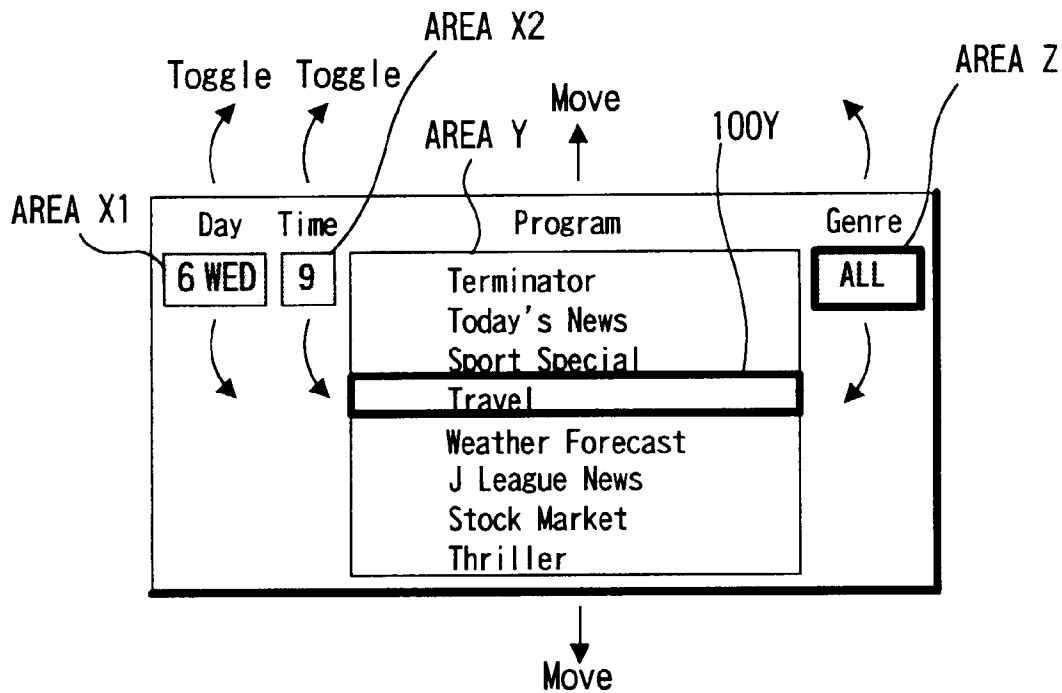 AREA X2
AREA Z
Toggle Toggle
Move
100Y
AREA Y
AREA X1
Day Time Program Genre
6 WED 9 ALL
Terminator
Today's News
Sport Special
Travel
Weather Forecast
J League News
Stock Market
Thriller
Move